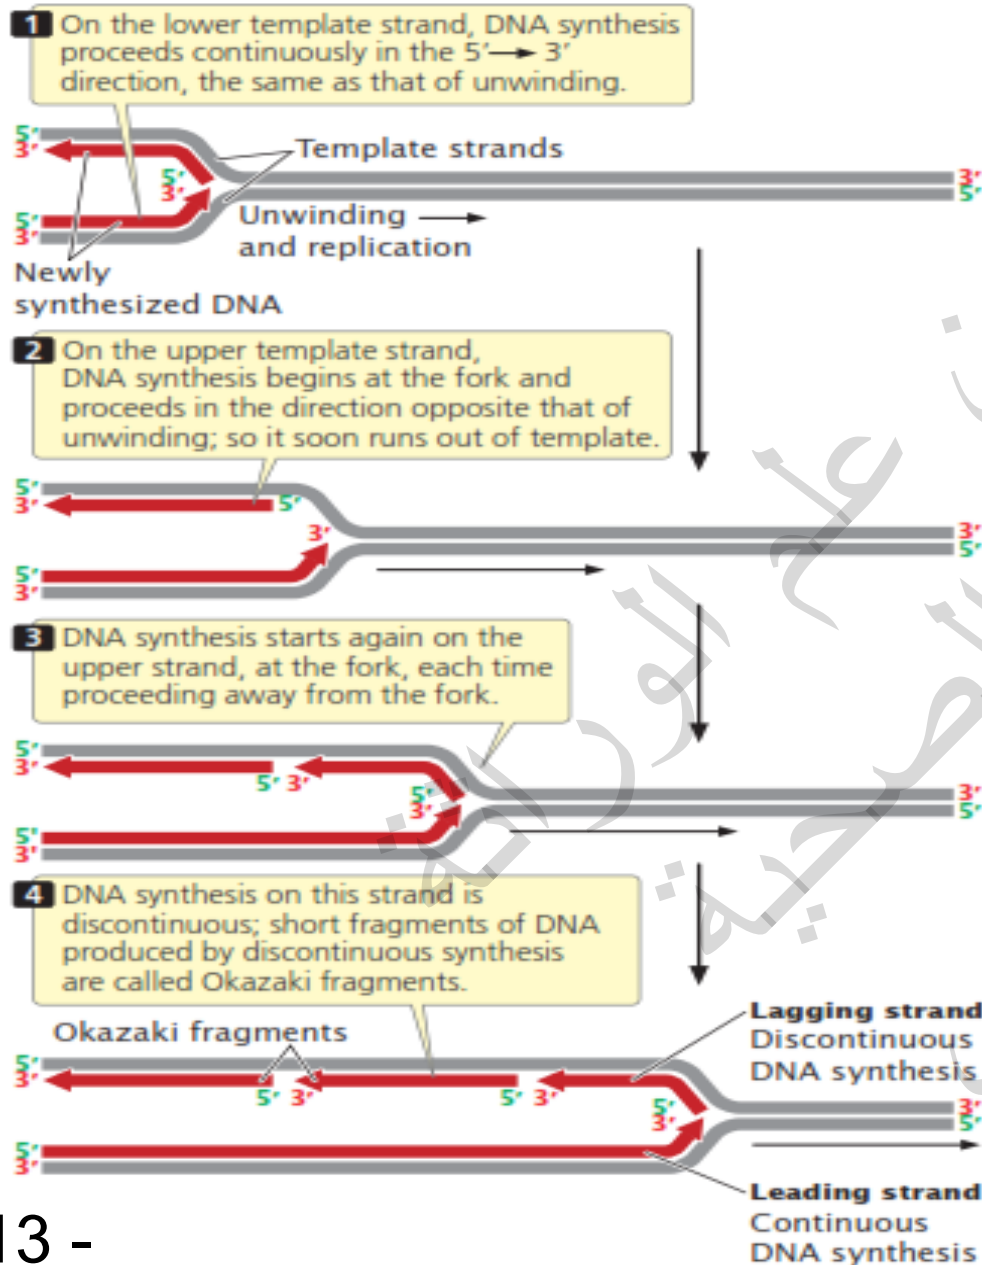 1 On the lower template strand, DNA synthesis
proceeds continuously in the 5′ → 3′
direction, the same as that of unwinding.
5′
3′
Template strands
5′
3′
3′
5′
5′
3′
Unwinding →
and replication
Newly
synthesized DNA
2 On the upper template strand,
DNA synthesis begins at the fork and
proceeds in the direction opposite that of
unwinding; so it soon runs out of template.
5′
3′
5′
3′
3′
5′
5′
3′
3 DNA synthesis starts again on the
upper strand, at the fork, each time
proceeding away from the fork.
5′
3′
5′ 3′
5′
3′
3′
5′
5′
3′
4 DNA synthesis on this strand is
discontinuous; short fragments of DNA
produced by discontinuous synthesis
are called Okazaki fragments.
Okazaki fragments
Lagging strand
Discontinuous
DNA synthesis
5′
3′
5′ 3′
5′ 3′
5′
3′
3′
5′
5′
3′
Leading strand
Continuous
DNA synthesis
13 -
علم الوراثة